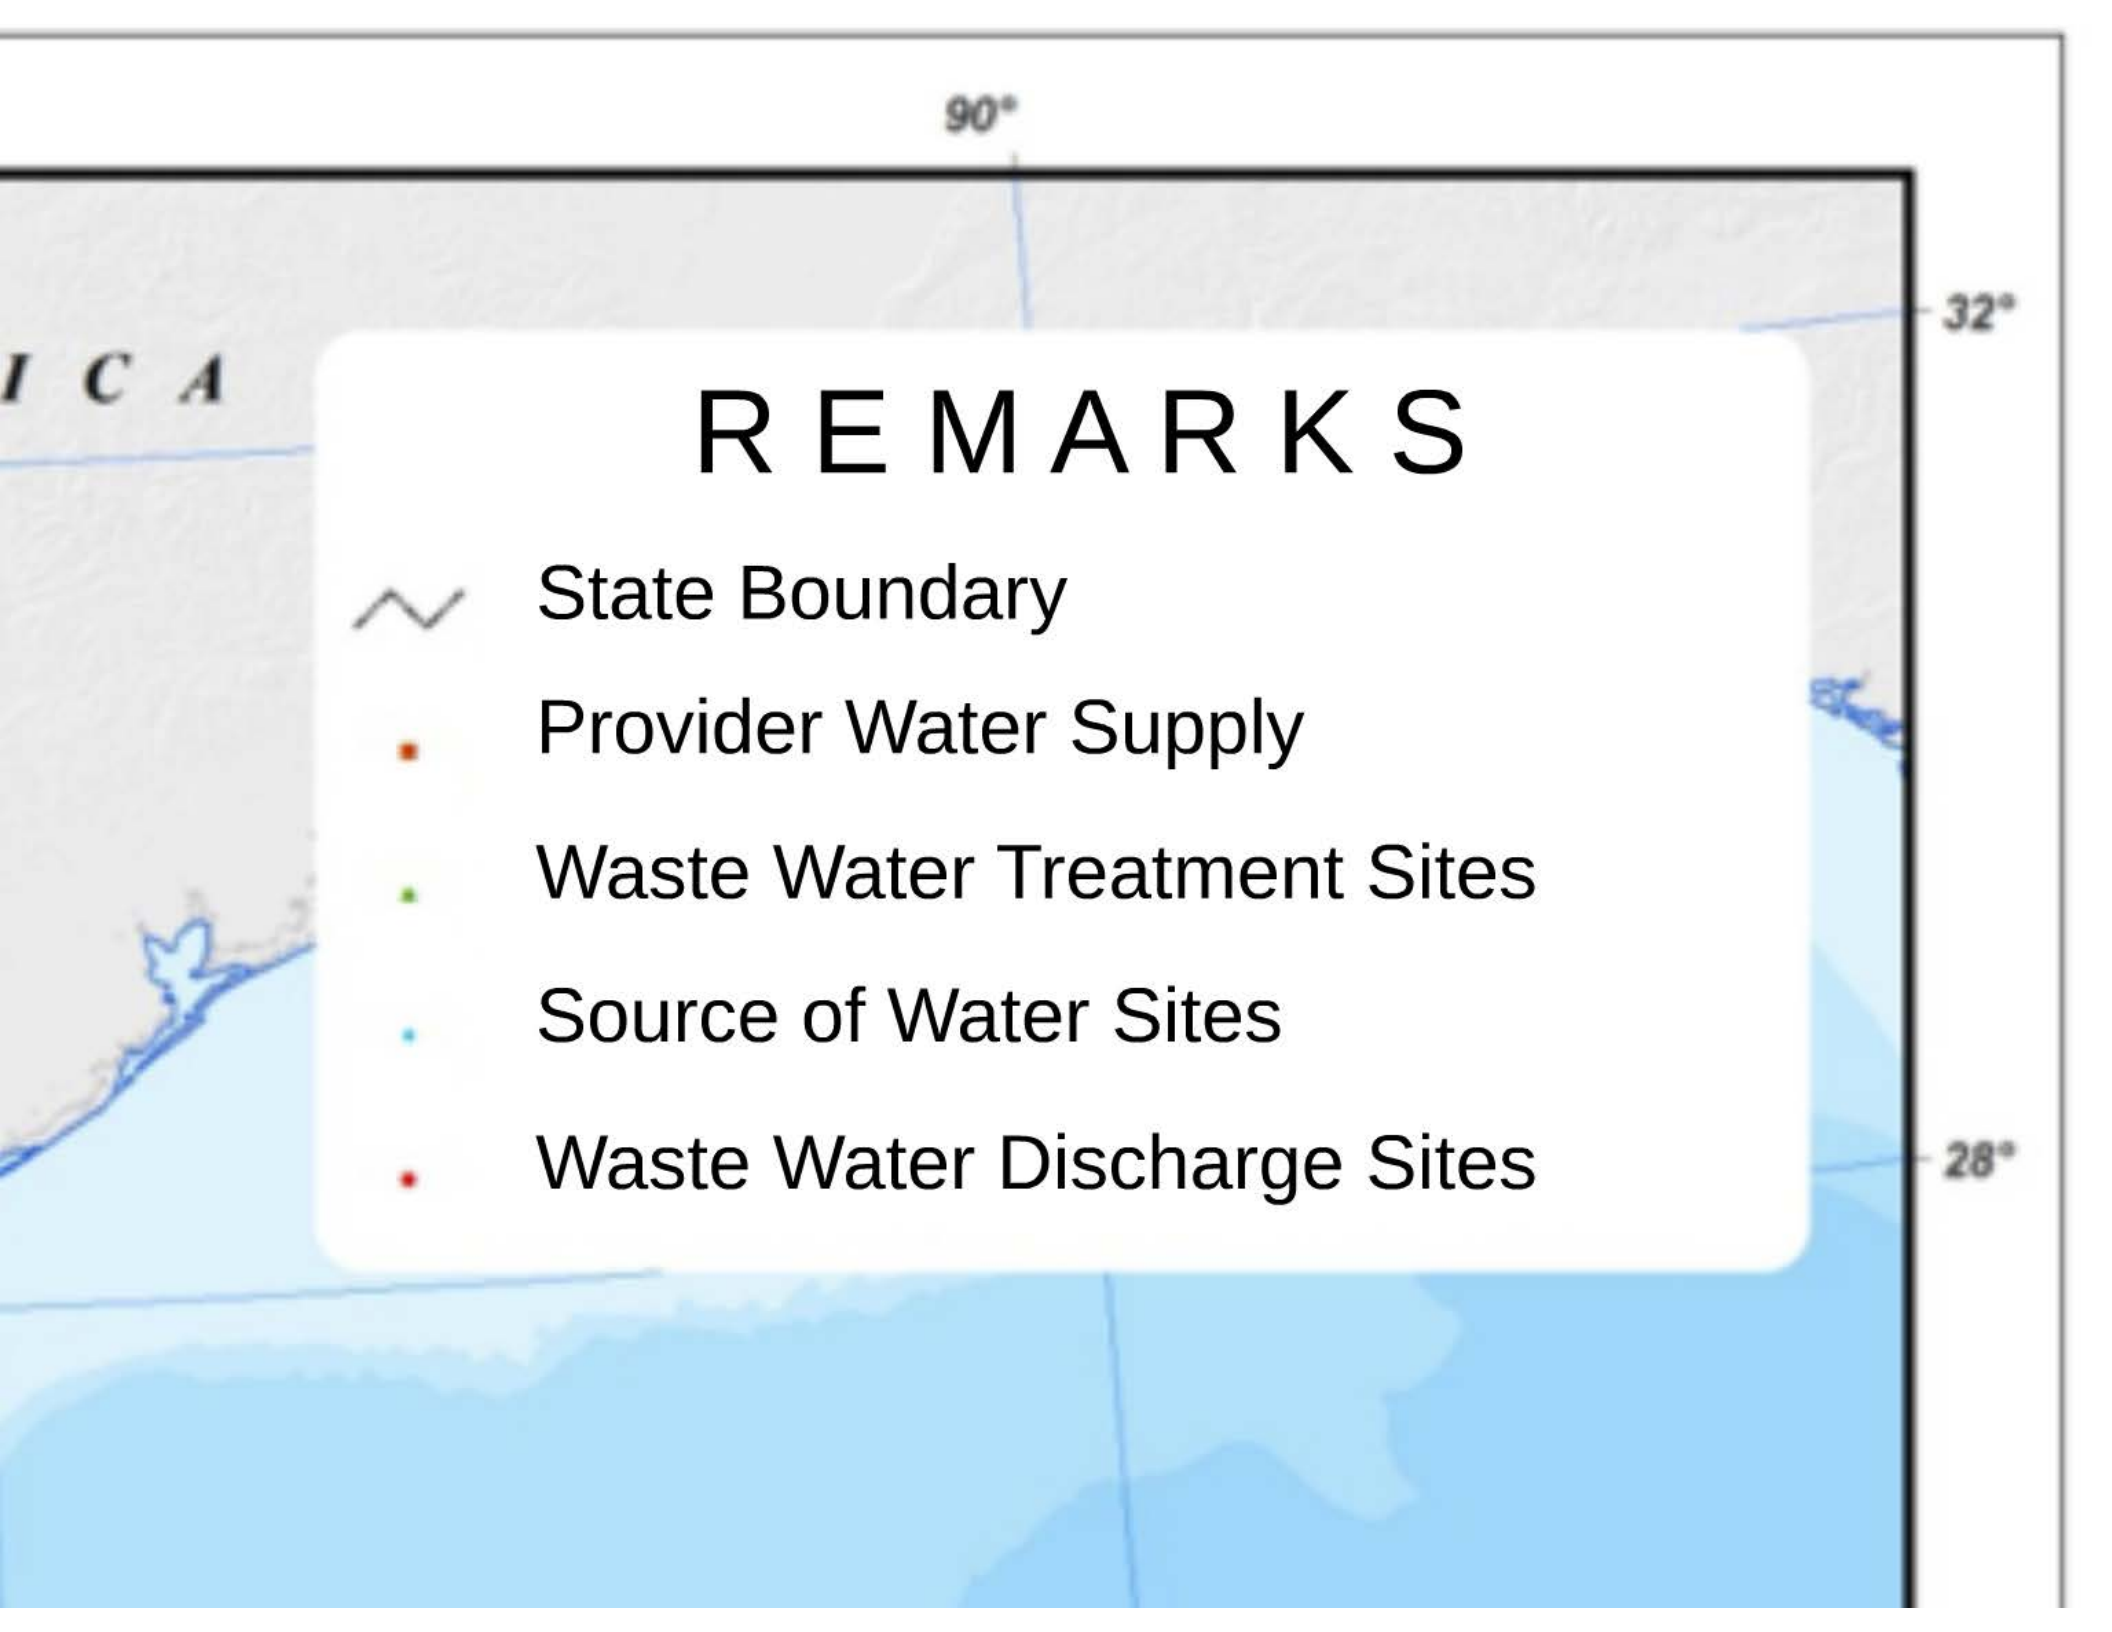 90°
32°
I C A
REMARKS
State Boundary
Provider Water Supply
Waste Water Treatment Sites
Source of Water Sites
Waste Water Discharge Sites
28°